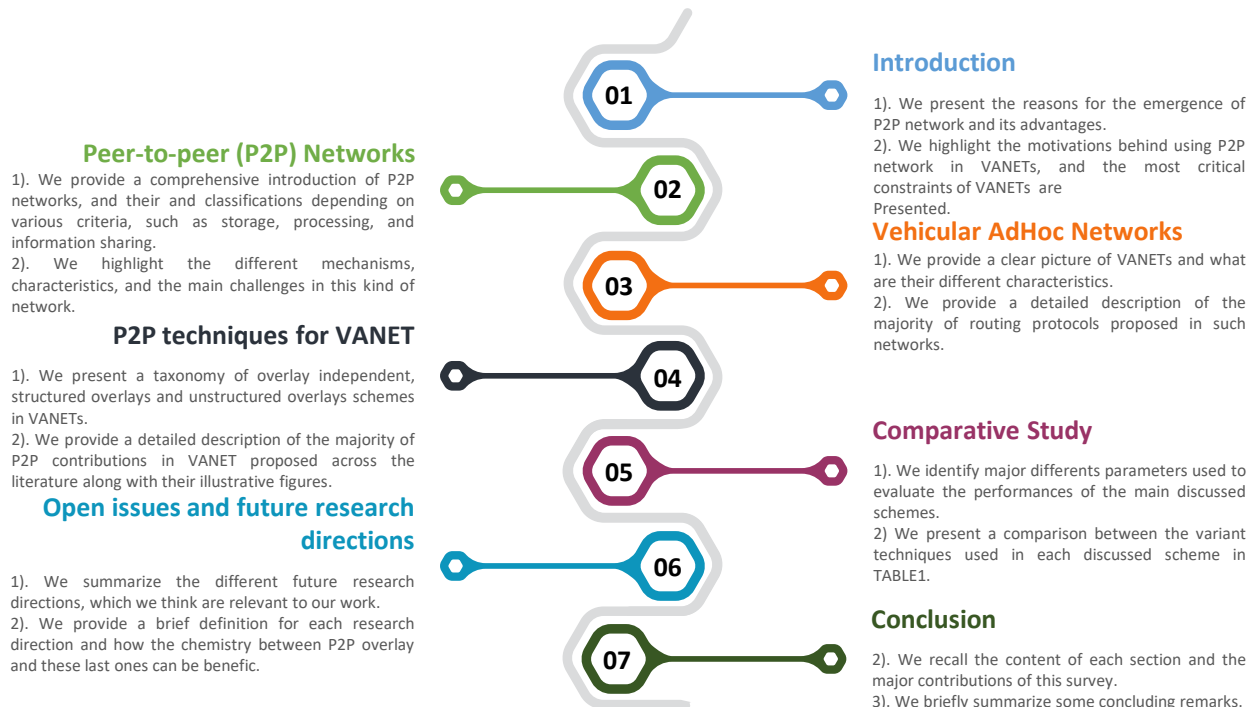 01
Introduction
1). We present the reasons for the emergence of
P2P network and its advantages.
2). We highlight the motivations behind using P2P
network in VANETs, and the most critical
constraints of VANETs are
Presented.
Peer-to-peer (P2P) Networks
1). We provide a comprehensive introduction of P2P
networks, and their and classifications depending on
various criteria, such as storage, processing, and
information sharing.
2). We highlight the different mechanisms,
characteristics, and the main challenges in this kind of
network.
02
03
Vehicular AdHoc Networks
1). We provide a clear picture of VANETs and what
are their different characteristics.
2). We provide a detailed description of the
majority of routing protocols proposed in such
networks.
P2P techniques for VANET
1). We present a taxonomy of overlay independent,
structured overlays and unstructured overlays schemes
in VANETs.
2). We provide a detailed description of the majority of
P2P contributions in VANET proposed across the
literature along with their illustrative figures.
04
05
Comparative Study
1). We identify major differents parameters used to
evaluate the performances of the main discussed
schemes.
2) We present a comparison between the variant
techniques used in each discussed scheme in
TABLE1.
Open issues and future research
directions
1). We summarize the different future research
directions, which we think are relevant to our work.
2). We provide a brief definition for each research
direction and how the chemistry between P2P overlay
and these last ones can be benefic.
06
07
Conclusion
2). We recall the content of each section and the
major contributions of this survey.
3). We briefly summarize some concluding remarks.